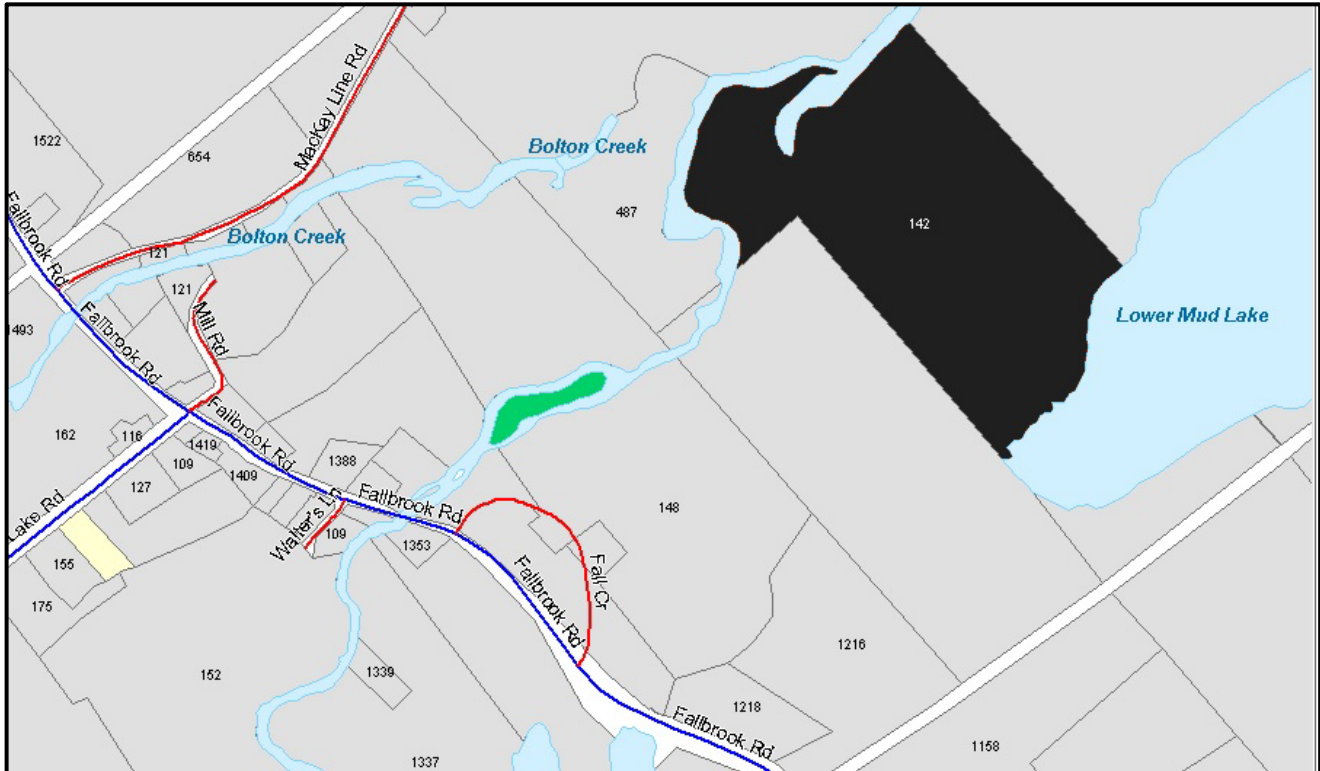 MacKay Line Rd
1522
654
Bolton Creek
Fallbrook Rd
487
142
Bolton Creek
121
121
Mill Rd
Lower Mud Lake
1493
Fallbrook Rd
162
116
Fallbrook Rd
1419
109
1388
1409
127
Lake Rd
Fallbrook Rd
148
Walter's Ln
109
1353
Fall Cr
155
Fallbrook Rd
175
1216
152
1339
1218
Fallbrook Rd
1158
1337